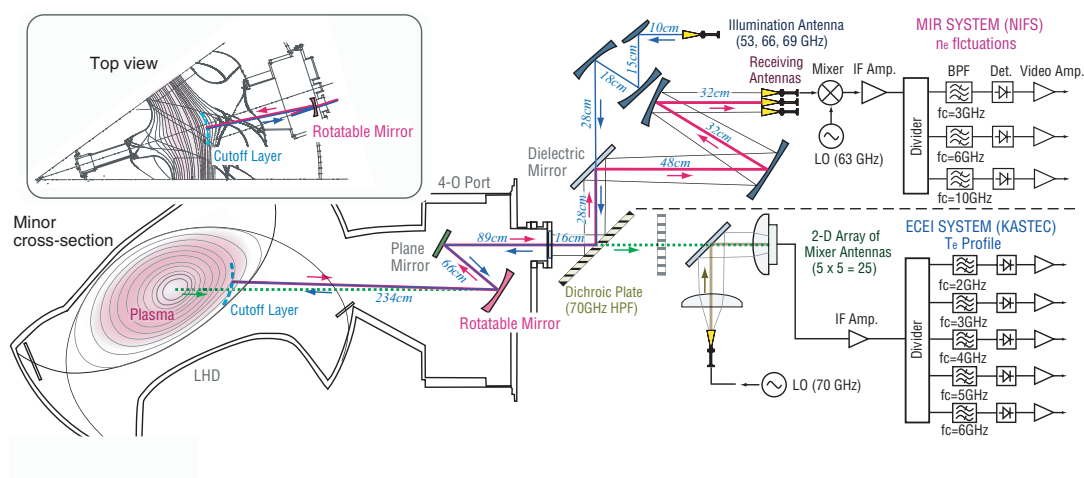 Top view
Rotatable Mirror
Cutoff Layer
4-O Port
Minor
cross-section
Plasma
Cutoff Layer
LHD
Plane
Mirror
89cm
16cm
66cm
234cm
Rotatable Mirror
10cm
15cm
18cm
28cm
28cm
32cm
32cm
48cm
Illumination Antenna
(53, 66, 69 GHz)
Receiving
Antennas
Dielectric
Mirror
Dichroic Plate
(70GHz HPF)
Mixer
IF Amp.
LO (63 GHz)
MIR SYSTEM (NIFS)
ne flctuations
BPF
Det.
Video Amp.
Divider
fc=3GHz
fc=6GHz
fc=10GHz
2-D Array of
Mixer Antennas
(5 x 5 = 25)
IF Amp.
LO (70 GHz)
ECEI SYSTEM (KASTEC)
Te Profile
Divider
fc=2GHz
fc=3GHz
fc=4GHz
fc=5GHz
fc=6GHz